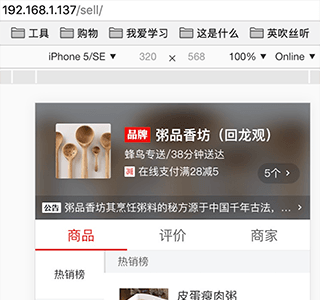 192.168.1.137/sell/
工具 购物 我爱学习 这是什么 英吹丝听
iPhone 5/SE ▼ 320 × 568 100% ▼ Online ▼
品牌 粥品香坊（回龙观）
蜂鸟专送/38分钟送达
减 在线支付满28减5
5个 >
公告 粥品香坊其烹饪粥料的秘方源于中国千年古法，... >
商品 评价 商家
热销榜 热销榜
皮蛋瘦肉粥